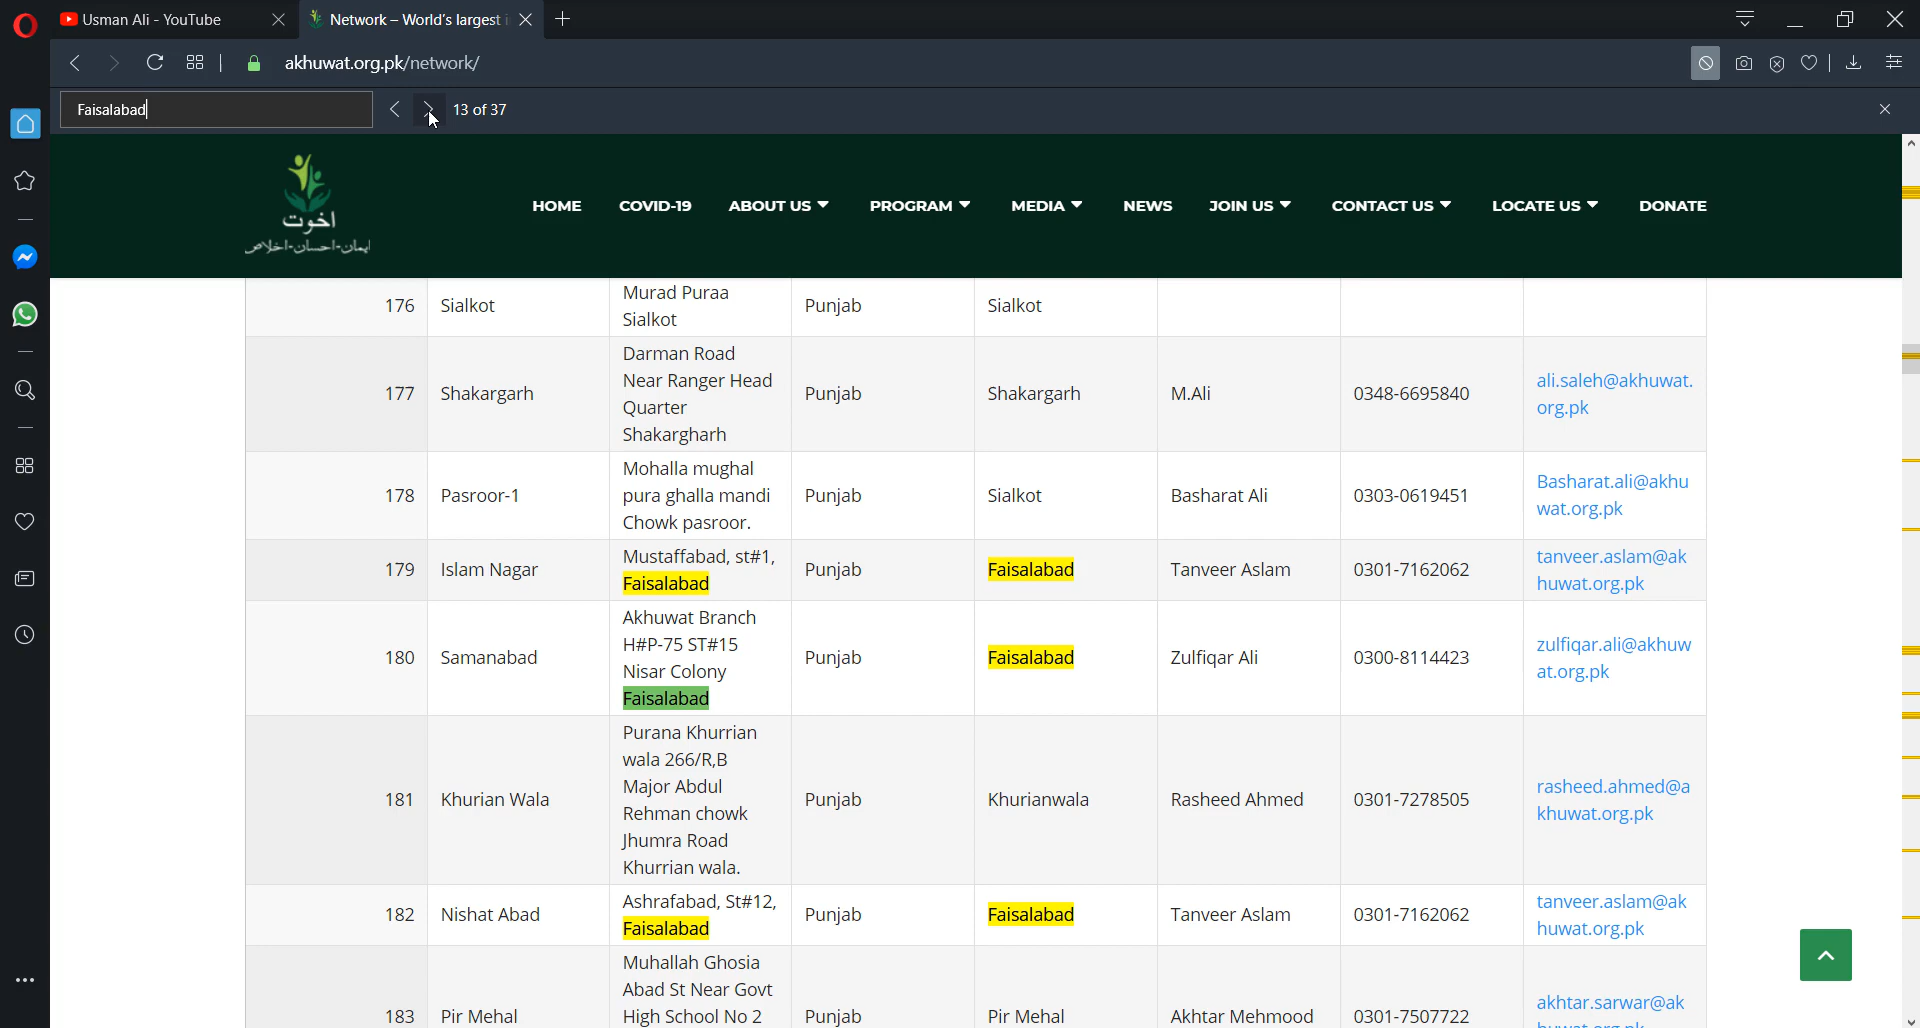 Usman Ali - YouTube
Network – World's largest i
akhuwat.org.pk/network/
Faisalabad
13 of 37
اخوت
ایمان-احسان-اخلاص
HOME COVID-19 ABOUT US PROGRAM MEDIA NEWS JOIN US CONTACT US LOCATE US DONATE
176 Sialkot
Murad Puraa
Sialkot
Punjab Sialkot
177 Shakargarh
Darman Road
Near Ranger Head
Quarter
Shakargharh
Punjab Shakargarh M.Ali 0348-6695840
ali.saleh@akhuwat.
org.pk
178 Pasroor-1
Mohalla mughal
pura ghalla mandi
Chowk pasroor.
Punjab Sialkot Basharat Ali 0303-0619451
Basharat.ali@akhu
wat.org.pk
179 Islam Nagar
Mustaffabad, st#1,
Faisalabad
Punjab Faisalabad Tanveer Aslam 0301-7162062
tanveer.aslam@ak
huwat.org.pk
180 Samanabad
Akhuwat Branch
H#P-75 ST#15
Nisar Colony
Faisalabad
Punjab Faisalabad Zulfiqar Ali 0300-8114423
zulfiqar.ali@akhuw
at.org.pk
181 Khurian Wala
Purana Khurrian
wala 266/R,B
Major Abdul
Rehman chowk
Jhumra Road
Khurrian wala.
Punjab Khurianwala Rasheed Ahmed 0301-7278505
rasheed.ahmed@a
khuwat.org.pk
182 Nishat Abad
Ashrafabad, St#12,
Faisalabad
Punjab Faisalabad Tanveer Aslam 0301-7162062
tanveer.aslam@ak
huwat.org.pk
183 Pir Mehal
Muhallah Ghosia
Abad St Near Govt
High School No 2
Punjab Pir Mehal Akhtar Mehmood 0301-7507722
akhtar.sarwar@ak